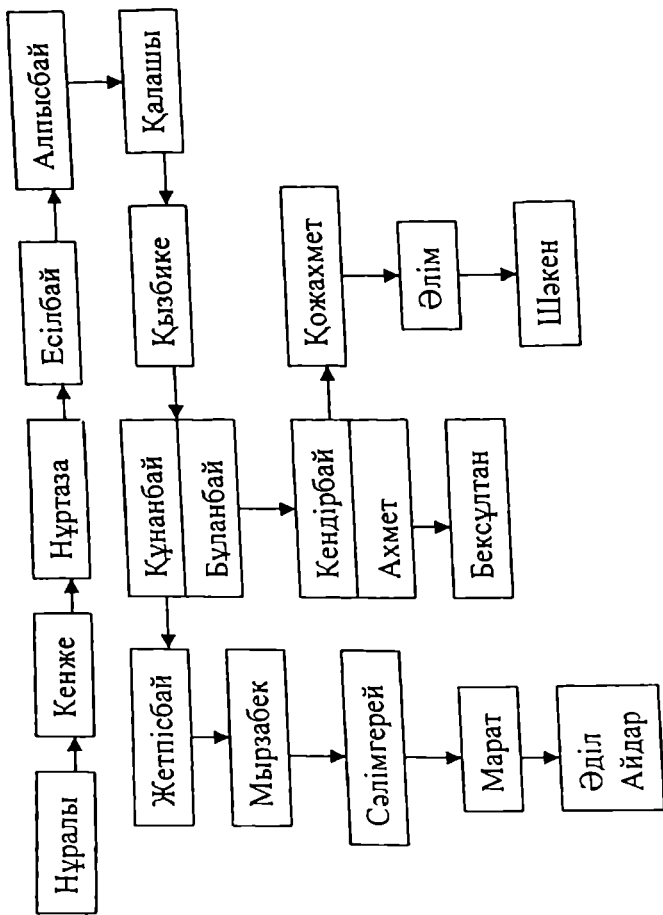 Нұралы
Кенже
Нұртаза
Есілбай
Алпысбай
Қалашы
Қызбике
Құнанбай
Бұланбай
Жетпісбай
Мырзабек
Сәлімгерей
Марат
Әділ
Айдар
Кендірбай
Ахмет
Бексұлтан
Қожахмет
Әлім
Шәкен